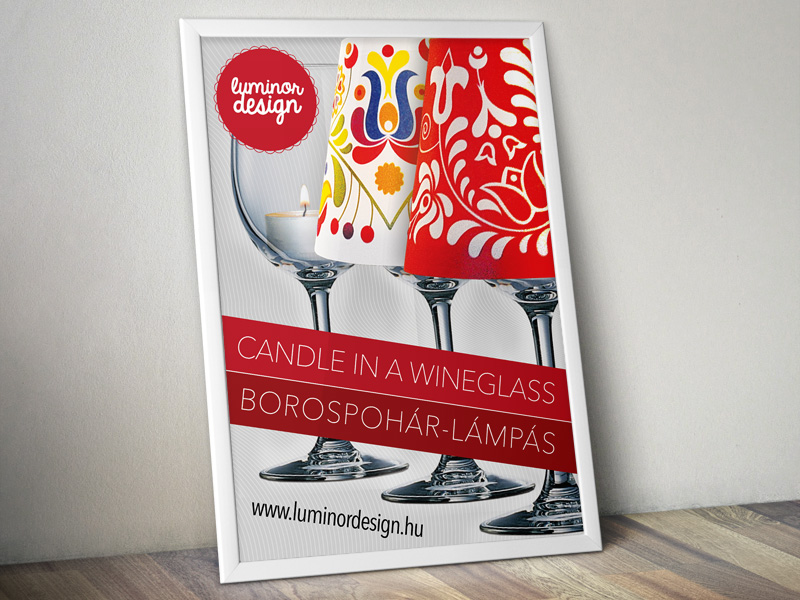 luminor
design
CANDLE IN A WINEGLASS
BOROSPOHÁR-LÁMPÁS
www.luminordesign.hu